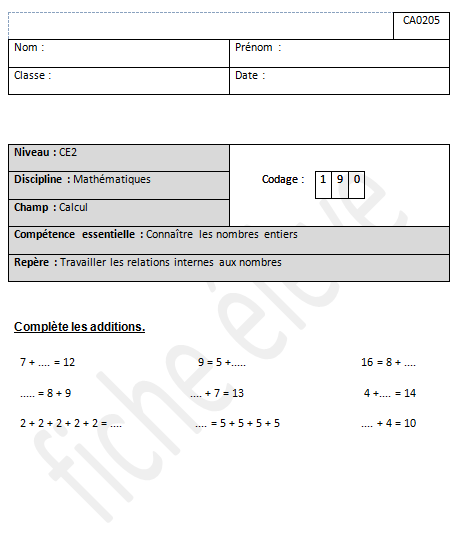 CA0205
Nom : Prénom :
Classe : Date :
Niveau : CE2
Discipline : Mathématiques Codage : 1 9 0
Champ : Calcul
Compétence essentielle : Connaître les nombres entiers
Repère : Travailler les relations internes aux nombres
Complète les additions.
7 + .... = 12 9 = 5 +..... 16 = 8 + ....
..... = 8 + 9 .... + 7 = 13 4 +.... = 14
2 + 2 + 2 + 2 + 2 = .... .... = 5 + 5 + 5 + 5 .... + 4 = 10
fiche élève